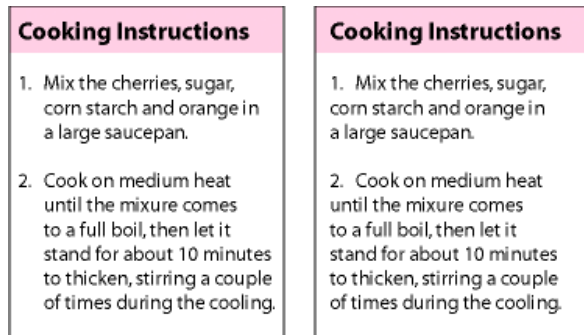 Cooking Instructions
1. Mix the cherries, sugar,
corn starch and orange in
a large saucepan.
2. Cook on medium heat
until the mixure comes
to a full boil, then let it
stand for about 10 minutes
to thicken, stirring a couple
of times during the cooling.
Cooking Instructions
1. Mix the cherries, sugar,
corn starch and orange in
a large saucepan.
2. Cook on medium heat
until the mixure comes
to a full boil, then let it
stand for about 10 minutes
to thicken, stirring a couple
of times during the cooling.